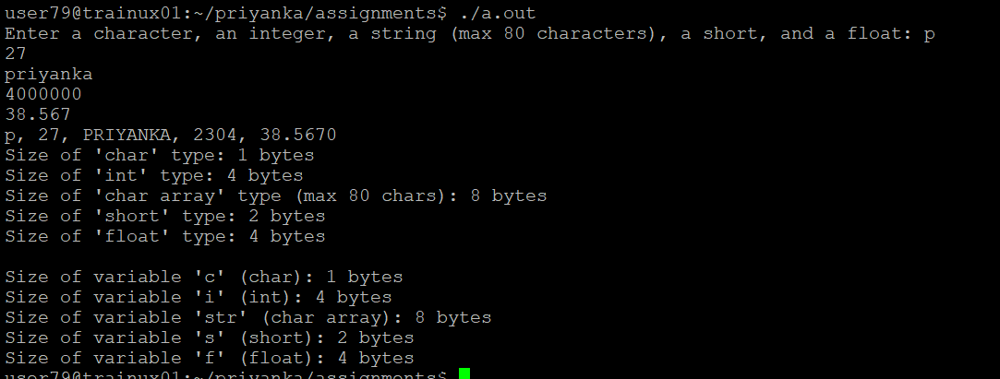 user79@trainux01:~/priyanka/assignments$ ./a.out
Enter a character, an integer, a string (max 80 characters), a short, and a float: p
27
priyanka
4000000
38.567
p, 27, PRIYANKA, 2304, 38.5670
Size of 'char' type: 1 bytes
Size of 'int' type: 4 bytes
Size of 'char array' type (max 80 chars): 8 bytes
Size of 'short' type: 2 bytes
Size of 'float' type: 4 bytes
Size of variable 'c' (char): 1 bytes
Size of variable 'i' (int): 4 bytes
Size of variable 'str' (char array): 8 bytes
Size of variable 's' (short): 2 bytes
Size of variable 'f' (float): 4 bytes
user79@trainux01:~/priyanka/assignments$